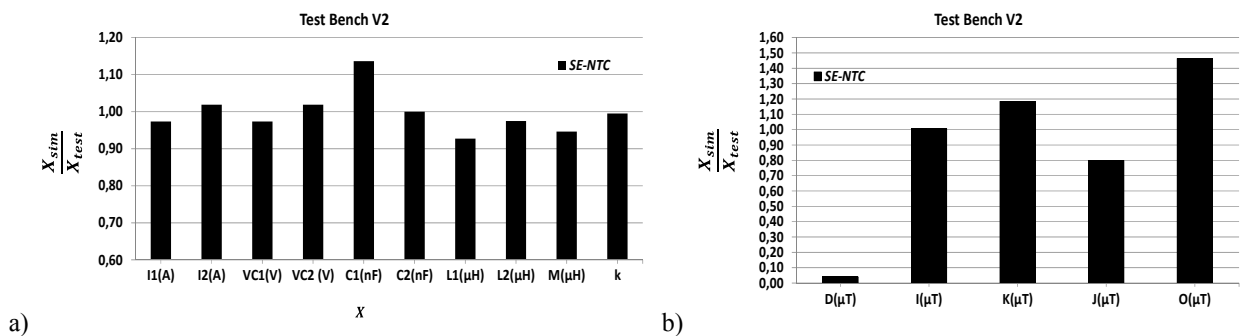 Test Bench V2
1,20
1,10
1,00
0,90
0,80
0,70
0,60
X_sim
X_test
SE-NTC
I1(A) I2(A) VC1(V) VC2 (V) C1(nF) C2(nF) L1(µH) L2(µH) M(µH) k
X
a)
Test Bench V2
1,60
1,50
1,40
1,30
1,20
1,10
1,00
0,90
0,80
0,70
0,60
0,50
0,40
0,30
0,20
0,10
0,00
X_sim
X_test
SE-NTC
D(µT) I(µT) K(µT) J(µT) O(µT)
b)